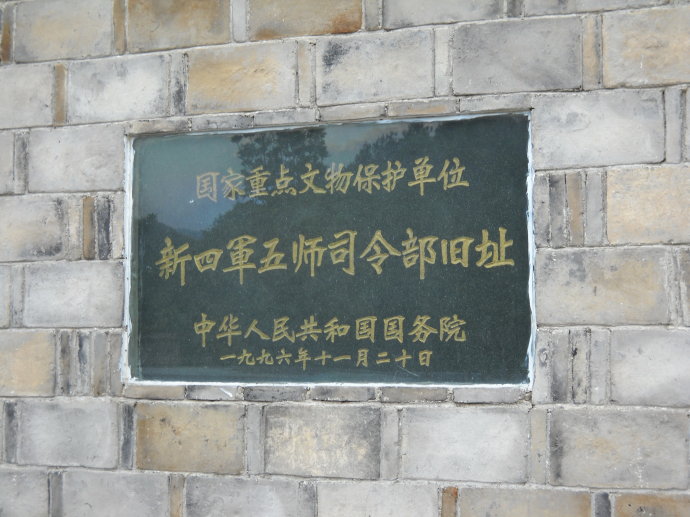 国家重点文物保护单位
新四軍五师司令部旧址
中华人民共和国国务院
一九九六年十一月二十日